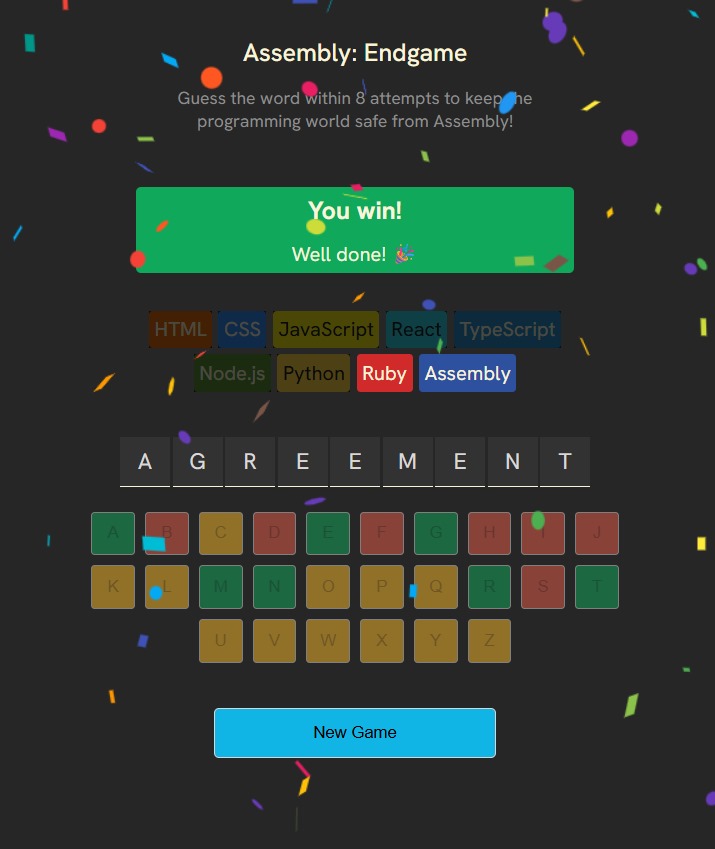 Assembly: Endgame
Guess the word within 8 attempts to keep the
programming world safe from Assembly!
You win!
Well done! 🎉
HTML CSS JavaScript React TypeScript
Node.js Python Ruby Assembly
A G R E E M E N T
A B C D E F G H I J
K L M N O P Q R S T
U V W X Y Z
New Game